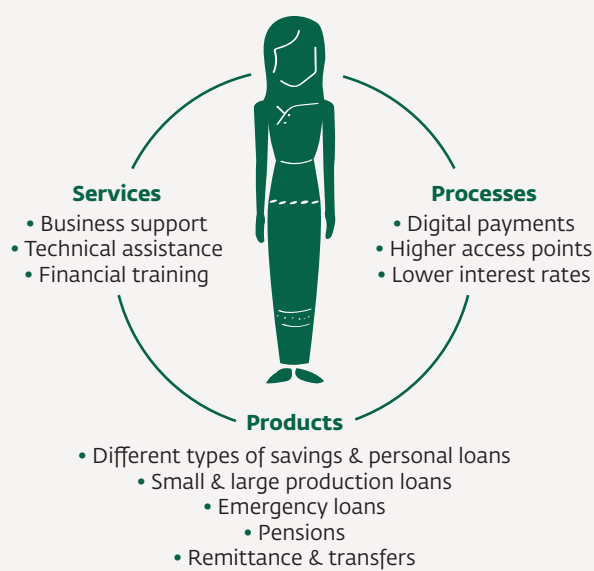 Services
• Business support
• Technical assistance
• Financial training
Processes
• Digital payments
• Higher access points
• Lower interest rates
Products
• Different types of savings & personal loans
• Small & large production loans
• Emergency loans
• Pensions
• Remittance & transfers